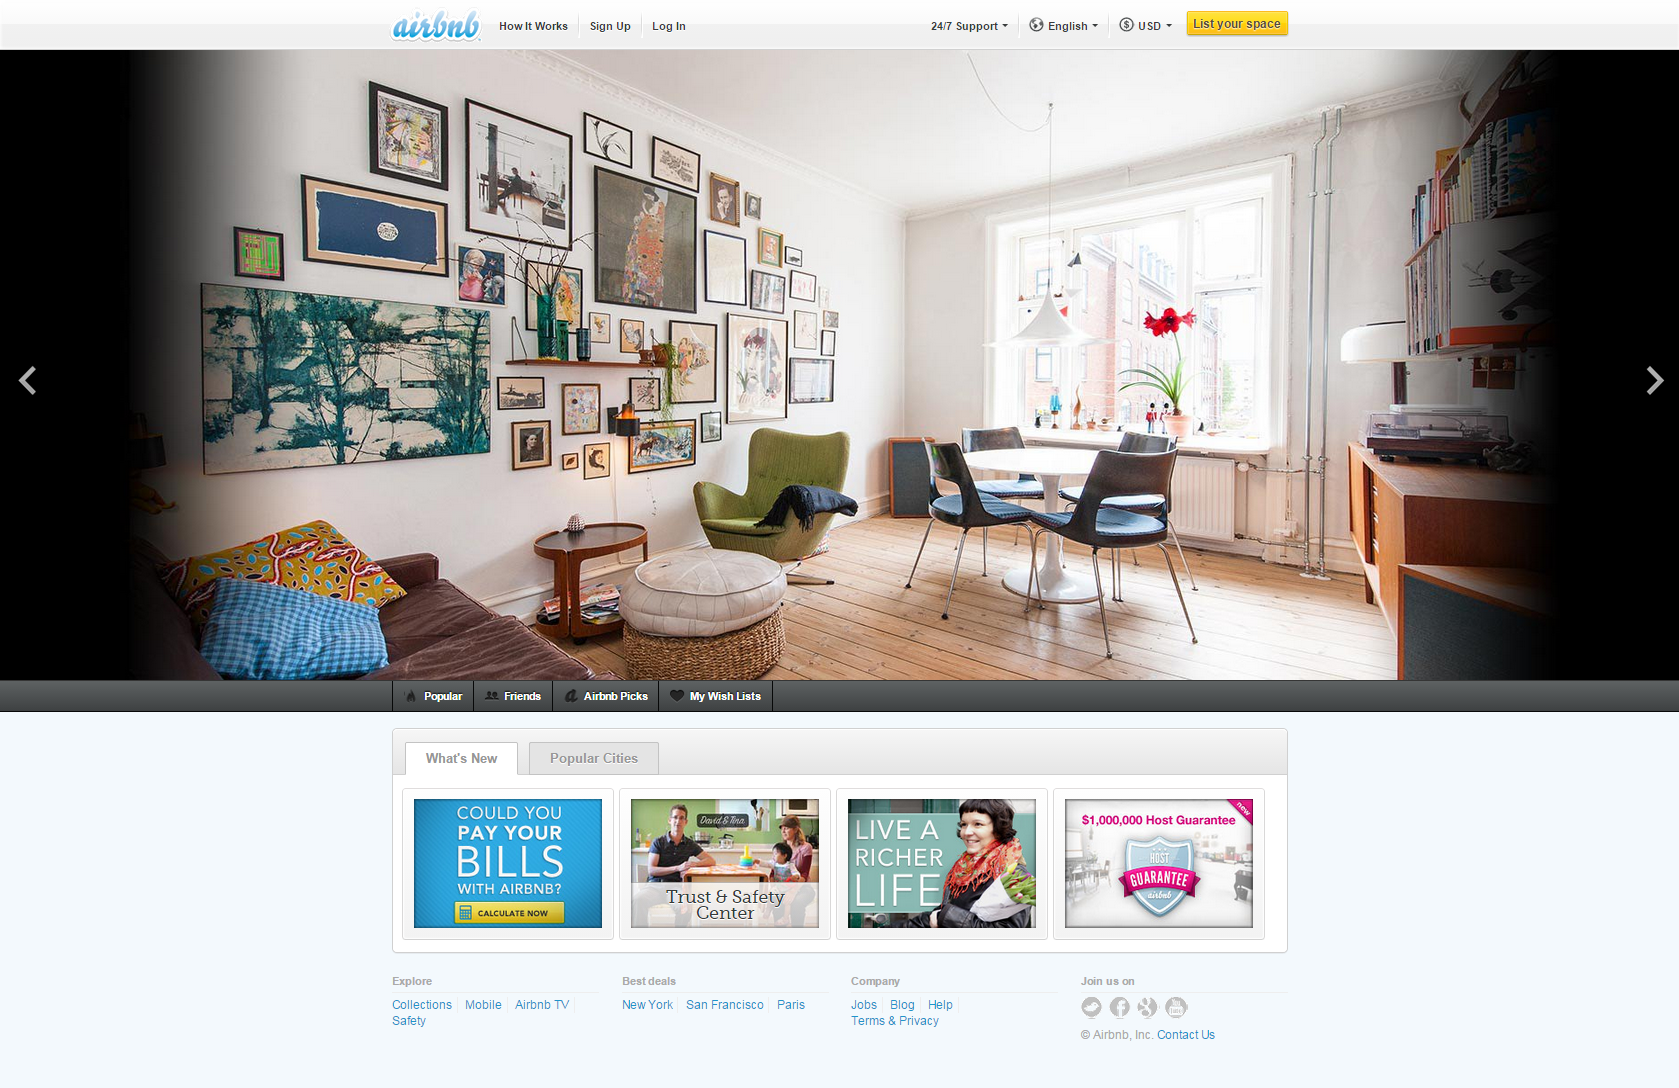 airbnb
How It Works
Sign Up
Log In
24/7 Support
English
$ USD
List your space
Popular
Friends
Airbnb Picks
My Wish Lists
What's New
Popular Cities
COULD YOU
PAY YOUR
BILLS
WITH AIRBNB?
CALCULATE NOW
David & Tina
Trust & Safety
Center
LIVE A
RICHER
LIFE
new
$1,000,000 Host Guarantee
HOST
GUARANTEE
airbnb
Explore
Collections
Mobile
Airbnb TV
Safety
Best deals
New York
San Francisco
Paris
Company
Jobs
Blog
Help
Terms & Privacy
Join us on
© Airbnb, Inc. Contact Us